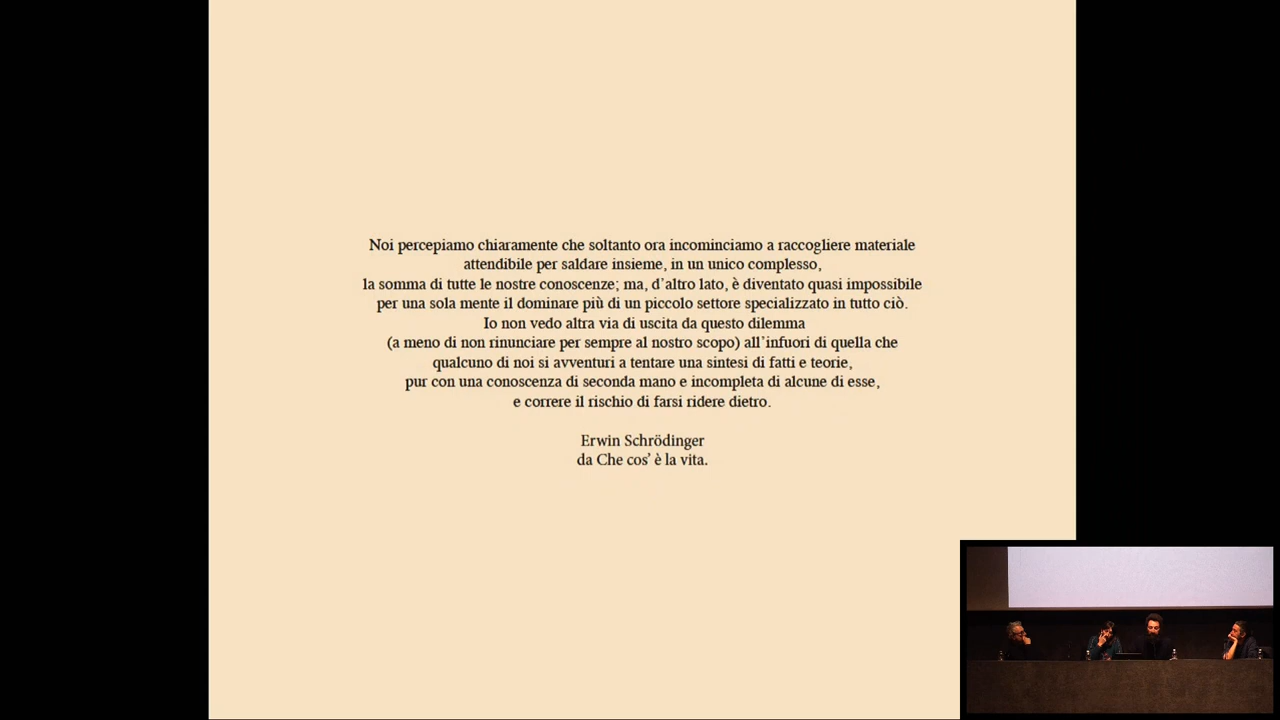 Noi percepiamo chiaramente che soltanto ora incominciamo a raccogliere materiale
attendibile per saldare insieme, in un unico complesso,
la somma di tutte le nostre conoscenze; ma, d'altro lato, è diventato quasi impossibile
per una sola mente il dominare più di un piccolo settore specializzato in tutto ciò.
Io non vedo altra via di uscita da questo dilemma
(a meno di non rinunciare per sempre al nostro scopo) all'infuori di quella che
qualcuno di noi si avventuri a tentare una sintesi di fatti e teorie,
pur con una conoscenza di seconda mano e incompleta di alcune di esse,
e correre il rischio di farsi ridere dietro.
Erwin Schrödinger
da Che cos' è la vita.